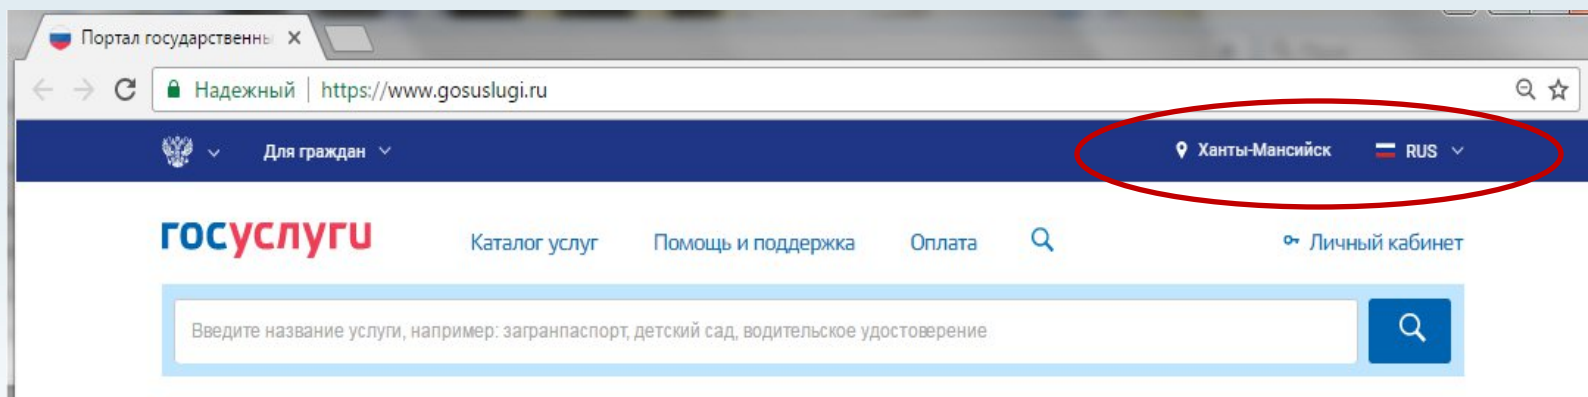 Портал государственны
Надежный https://www.gosuslugi.ru
Для граждан Ханты-Мансийск RUS
госуслуги Каталог услуг Помощь и поддержка Оплата Личный кабинет
Введите название услуги, например: загранпаспорт, детский сад, водительское удостоверение